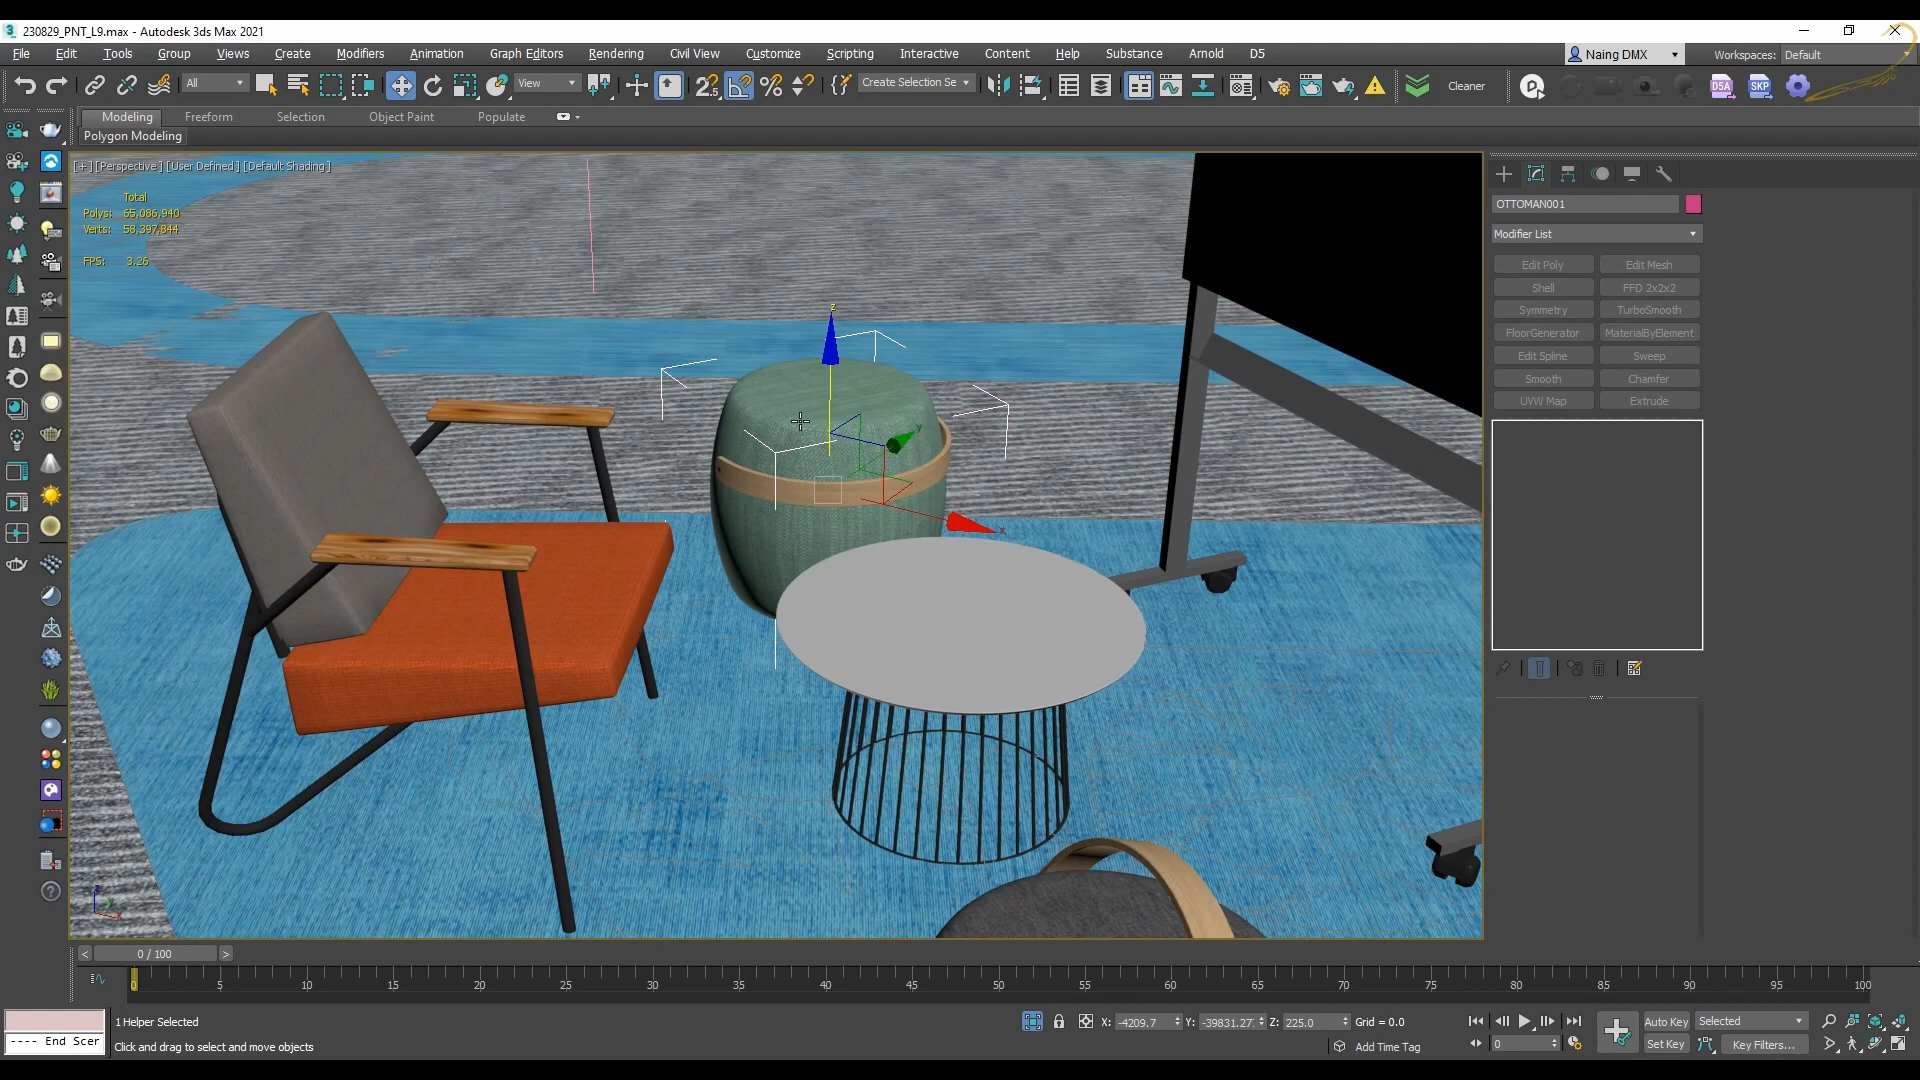 230829_PNT_L9.max - Autodesk 3ds Max 2021
File Edit Tools Group Views Create Modifiers Animation Graph Editors Rendering Civil View Customize Scripting Interactive Content Help Substance Arnold D5
Naing DMX
Workspaces: Default
All
View
Create Selection Se
Cleaner
D5A
SKP
Modeling Freeform Selection Object Paint Populate
Polygon Modeling
[+] [Perspective] [User Defined] [Default Shading]
Total
Polys: 65,086,940
Verts: 58,397,844
FPS: 3.26
z
y
x
OTTOMAN001
Modifier List
Edit Poly Edit Mesh
Shell FFD 2x2x2
Symmetry TurboSmooth
FloorGenerator MaterialByElement
Edit Spline Sweep
Smooth Chamfer
UVW Map Extrude
< 0 / 100 >
0 5 10 15 20 25 30 35 40 45 50 55 60 65 70 75 80 85 90 95 100
1 Helper Selected
X: -4209.7 Y: -39831.27 Z: 225.0 Grid = 0.0
Auto Key Selected
---- End Scer
Click and drag to select and move objects
Add Time Tag
0
Set Key Key Filters...